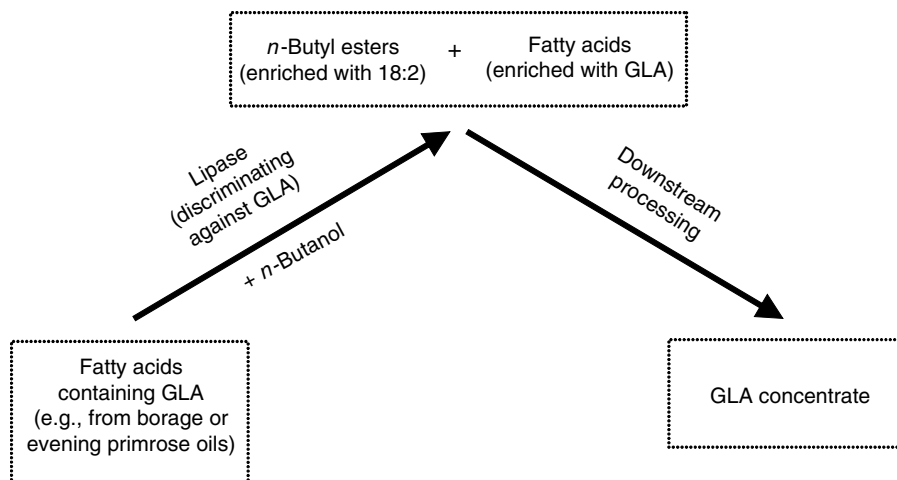 n-Butyl esters + Fatty acids
(enriched with 18:2) (enriched with GLA)
Lipase
(discriminating
against GLA)
+ n-Butanol
Downstream
processing
Fatty acids
containing GLA
(e.g., from borage or
evening primrose oils)
GLA concentrate